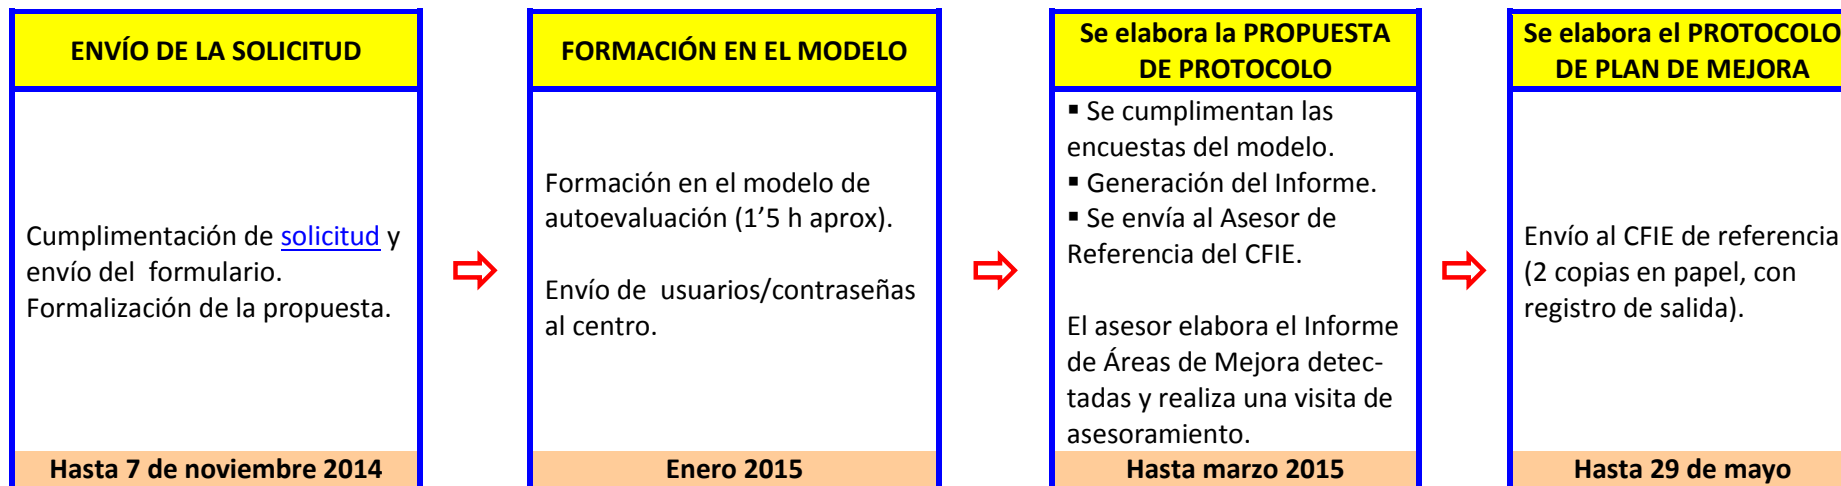 ENVÍO DE LA SOLICITUD
Cumplimentación de solicitud y
envío del  formulario.
Formalización de la propuesta.
Hasta 7 de noviembre 2014
FORMACIÓN EN EL MODELO
Formación en el modelo de
autoevaluación (1’5 h aprox).
Envío de  usuarios/contraseñas
al centro.
Enero 2015
Se elabora la PROPUESTA
DE PROTOCOLO
▪ Se cumplimentan las
encuestas del modelo.
▪ Generación del Informe.
▪ Se envía al Asesor de
Referencia del CFIE.
El asesor elabora el Informe
de Áreas de Mejora detec-
tadas y realiza una visita de
asesoramiento.
Hasta marzo 2015
Se elabora el PROTOCOLO
DE PLAN DE MEJORA
Envío al CFIE de referencia
(2 copias en papel, con
registro de salida).
Hasta 29 de mayo